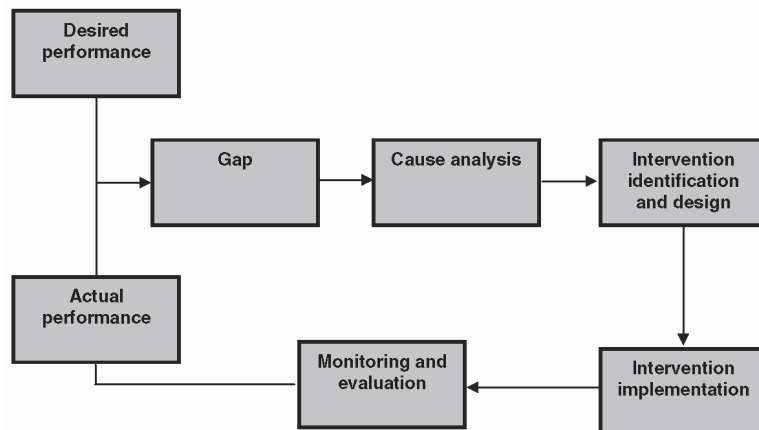 Desired
performance
Gap
Cause analysis
Intervention
identification
and design
Actual
performance
Monitoring and
evaluation
Intervention
implementation